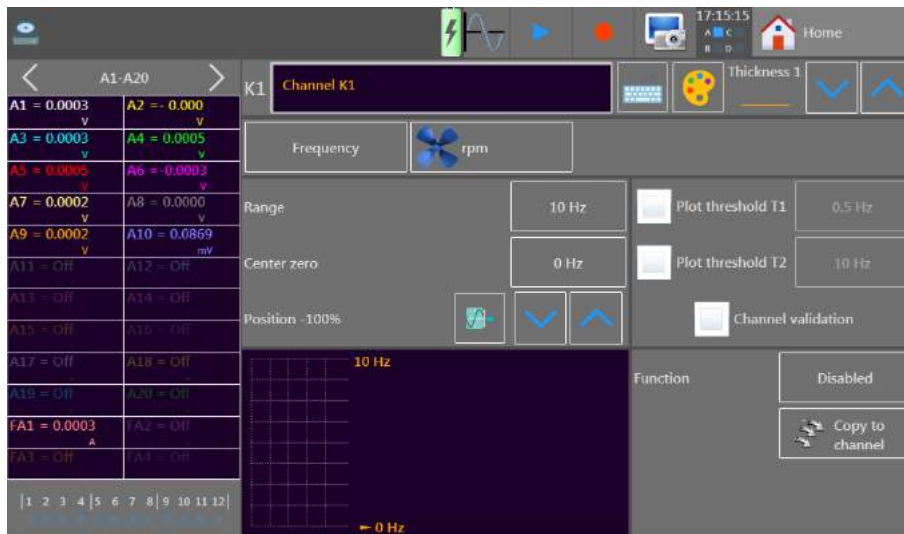 17:15:15
A C
B D
Home
A1-A20
K1
Channel K1
Thickness 1
A1 = 0.0003
V
A2 =- 0.000
V
A3 = 0.0003
V
A4 = 0.0005
V
A5 = 0.0005
V
A6 =-0.0003
V
A7 = 0.0002
V
A8 = 0.0000
V
A9 = 0.0002
V
A10 = 0.0869
mV
A11 = Off
A12 = Off
A13 = Off
A14 = Off
A15 = Off
A16 = Off
A17 = Off
A18 = Off
A19 = Off
A20 = Off
FA1 = 0.0003
A
FA2 = Off
FA3 = Off
FA4 = Off
1 2 3 4 5 6 7 8 9 10 11 12
Frequency
rpm
Range
10 Hz
Center zero
0 Hz
Position -100%
Plot threshold T1
0.5 Hz
Plot threshold T2
10 Hz
Channel validation
10 Hz
0 Hz
Function
Disabled
Copy to
channel